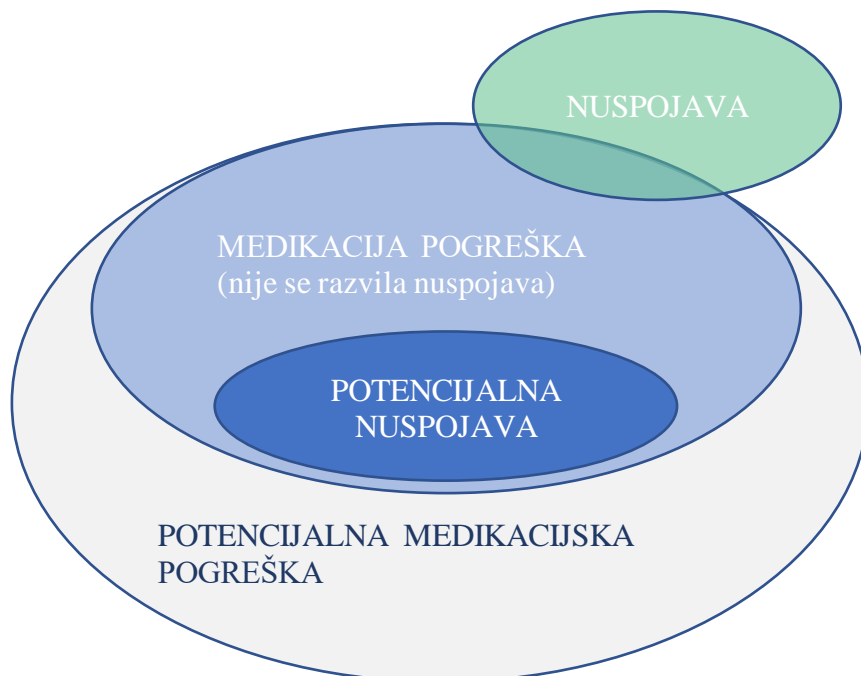 NUSPOJAVA
MEDIKACIJA POGREŠKA
(nije se razvila nuspojava)
POTENCIJALNA
NUSPOJAVA
POTENCIJALNA MEDIKACIJSKA
POGREŠKA